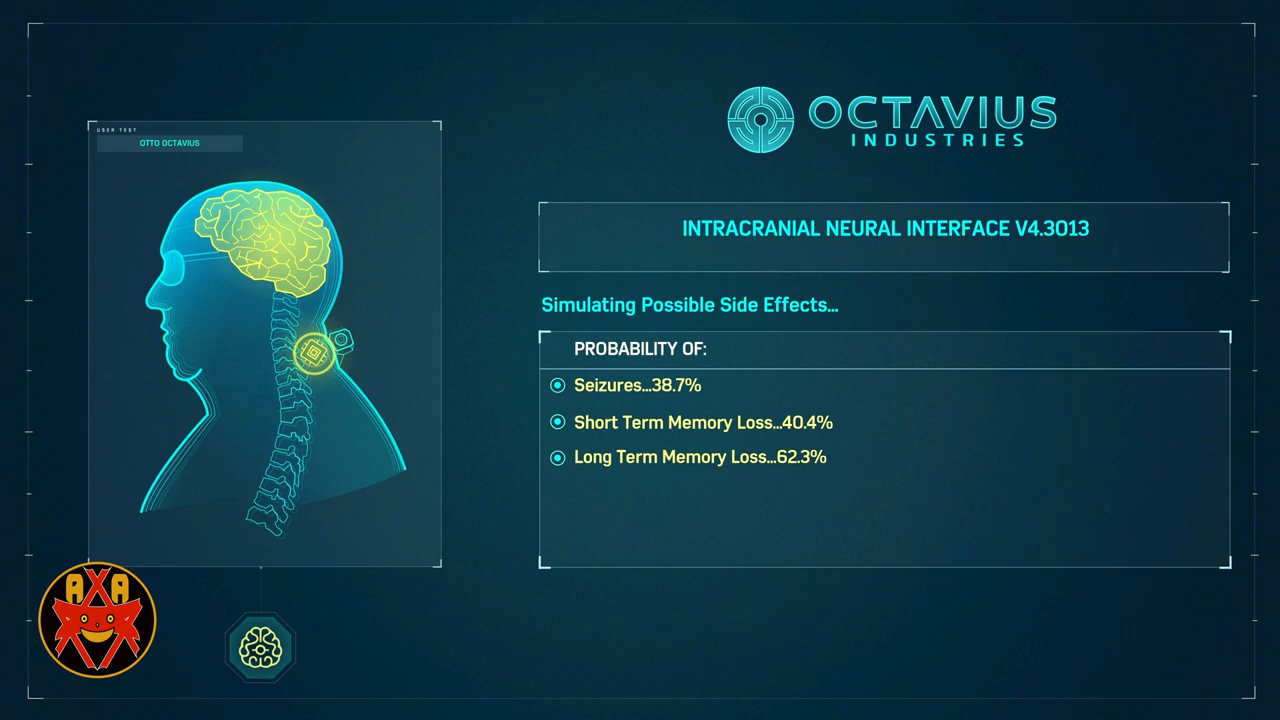 USER TEST
OTTO OCTAVIUS
OCTAVIUS
INDUSTRIES
INTRACRANIAL NEURAL INTERFACE V4.3013
Simulating Possible Side Effects...
PROBABILITY OF:
Seizures...38.7%
Short Term Memory Loss...40.4%
Long Term Memory Loss...62.3%
AXA